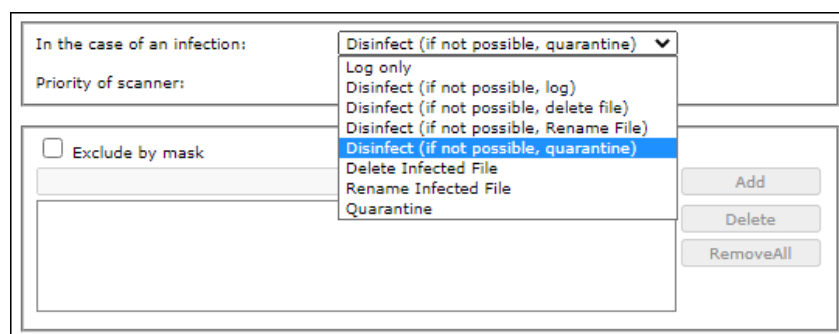 In the case of an infection: Disinfect (if not possible, quarantine)
Log only
Priority of scanner: Disinfect (if not possible, log)
Disinfect (if not possible, delete file)
Disinfect (if not possible, Rename File)
Exclude by mask Disinfect (if not possible, quarantine)
Delete Infected File
Add
Rename Infected File
Quarantine
Delete
RemoveAll